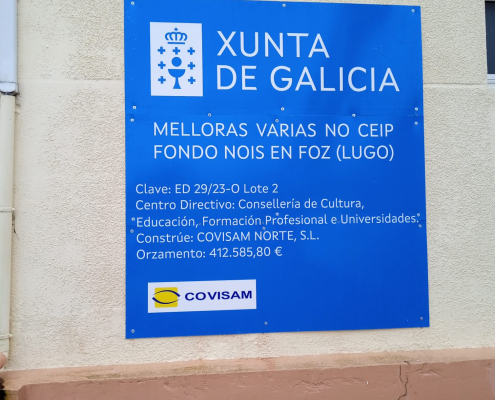 XUNTA
DE GALICIA
MELLORAS VARIAS NO CEIP
FONDO NOIS EN FOZ (LUGO)
Clave: ED 29/23-O Lote 2
Centro Directivo: Consellería de Cultura,
Educación, Formación Profesional e Universidades.
Constrúe: COVISAM NORTE, S.L.
Orzamento: 412.585,80 €
COVISAM